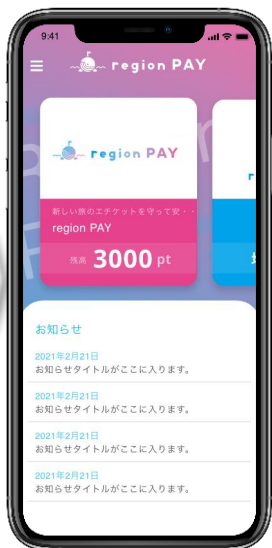 9:41
region PAY
region PAY
新しい旅のエチケットを守って安・・
region PAY
残高 3000 pt
お知らせ
2021年2月21日
お知らせタイトルがここに入ります。
2021年2月21日
お知らせタイトルがここに入ります。
2021年2月21日
お知らせタイトルがここに入ります。
2021年2月21日
お知らせタイトルがここに入ります。